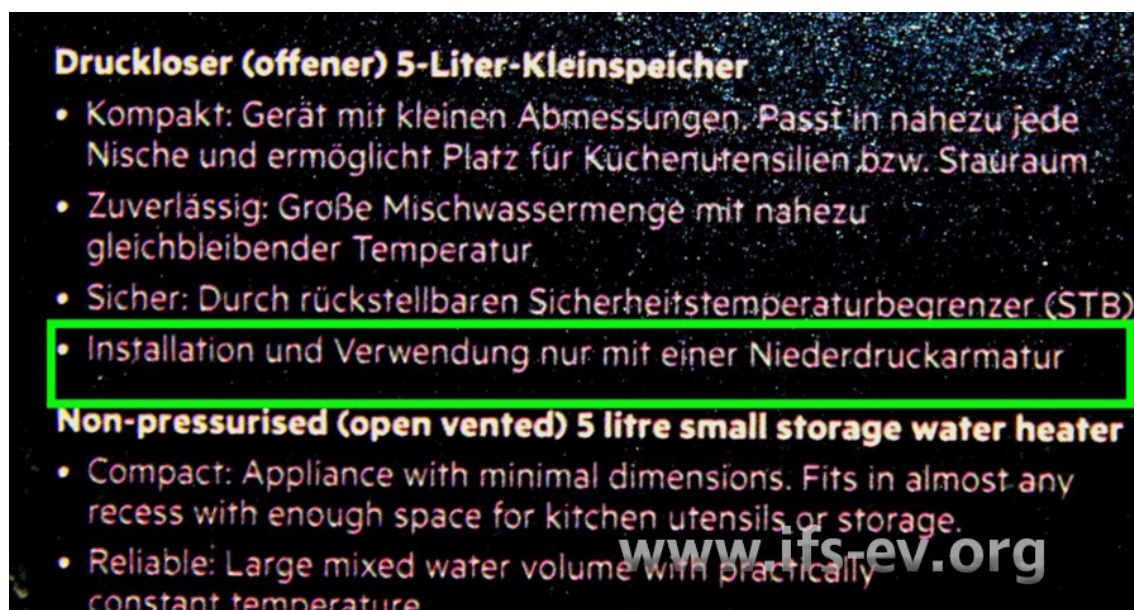 Druckloser (offener) 5-Liter-Kleinspeicher
• Kompakt: Gerät mit kleinen Abmessungen. Passt in nahezu jede
Nische und ermöglicht Platz für Küchenutensilien bzw. Stauraum.
• Zuverlässig: Große Mischwassermenge mit nahezu
gleichbleibender Temperatur.
• Sicher: Durch rückstellbaren Sicherheitstemperaturbegrenzer (STB)
• Installation und Verwendung nur mit einer Niederdruckarmatur
Non-pressurised (open vented) 5 litre small storage water heater
• Compact: Appliance with minimal dimensions. Fits in almost any
recess with enough space for kitchen utensils or storage.
• Reliable: Large mixed water volume with practically
constant temperature
www.ifs-ev.org